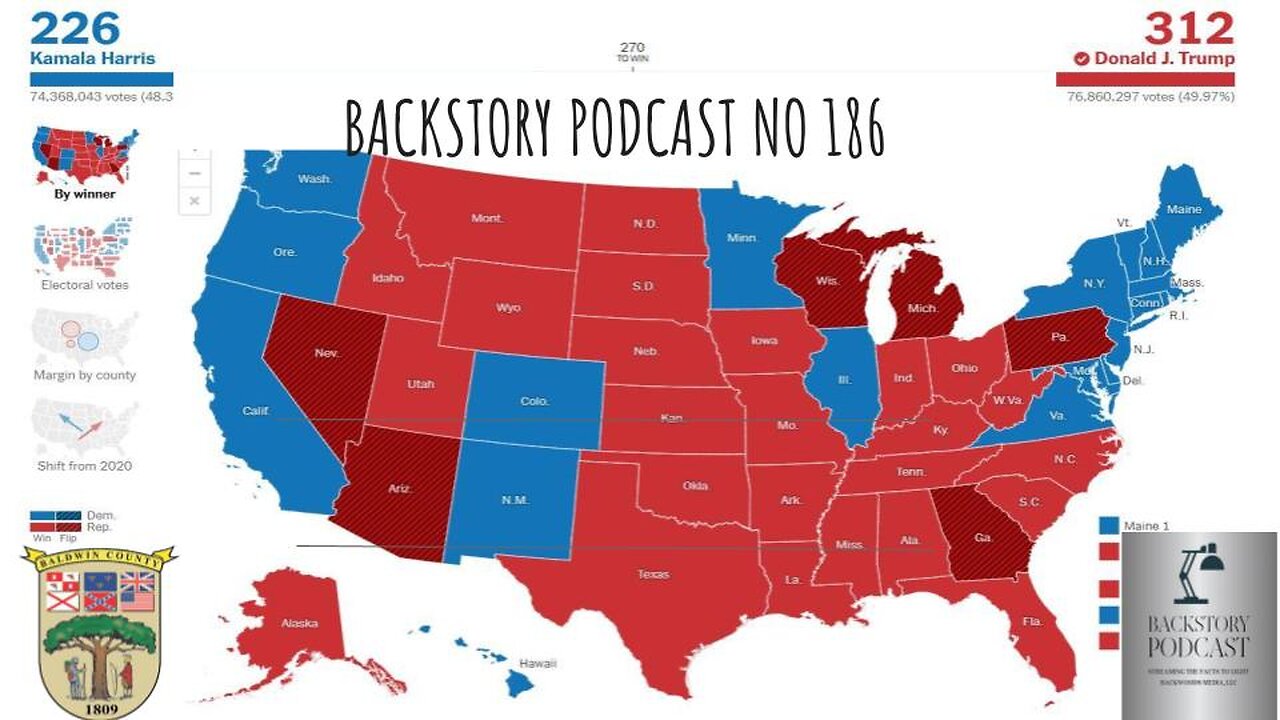 226
Kamala Harris
74,368,043 votes (48.3
270
TO WIN
312
Donald J. Trump
76,860,297 votes (49.97%)
BACKSTORY PODCAST NO 186
By winner
Electoral votes
Margin by county
Shift from 2020
Dem.
Rep.
Win Flip
Wash.
Ore.
Calif.
Idaho
Nev.
Mont.
Wyo.
Utah
Ariz.
Colo.
N.M.
N.D.
S.D.
Neb.
Kan.
Okla.
Texas
Minn.
Iowa
Mo.
Ark.
La.
Wis.
Ill.
Mich.
Ind.
Ohio
Ky.
Tenn.
Miss.
Ala.
Ga.
Fla.
S.C.
N.C.
Va.
W.Va.
Pa.
Md.
Del.
N.J.
N.Y.
Conn.
R.I.
Mass.
N.H.
Vt.
Maine
Alaska
Hawaii
Maine 1
BALDWIN COUNTY
1809
BACKSTORY
PODCAST
STREAMING THE FACTS TO LIGHT
BACKWOODS MEDIA, LLC